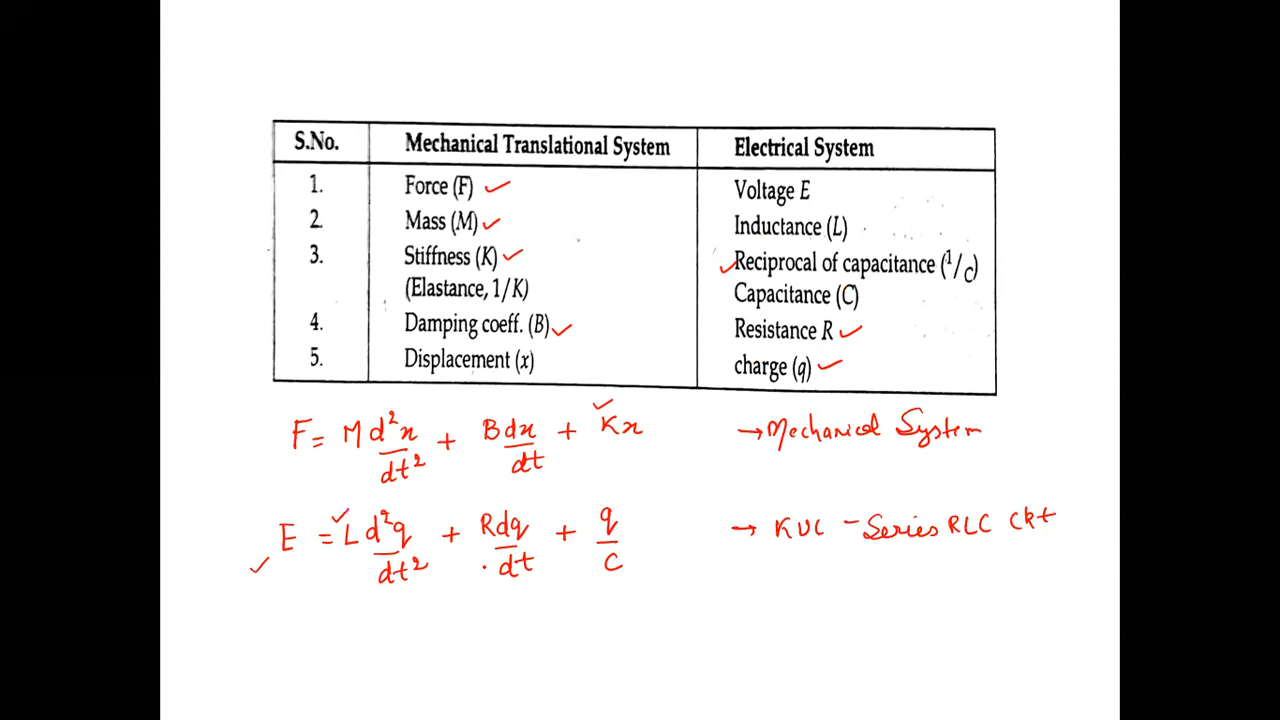 S.No. Mechanical Translational System Electrical System
1. Force (F) Voltage E
2. Mass (M) Inductance (L)
3. Stiffness (K) Reciprocal of capacitance (1/c)
(Elastance, 1/K) Capacitance (C)
4. Damping coeff. (B) Resistance R
5. Displacement (x) charge (q)
F = M d²x/dt² + B dx/dt + Kx → Mechanical System
E = L d²q/dt² + R dq/dt + q/c → KVL - Series RLC Ckt